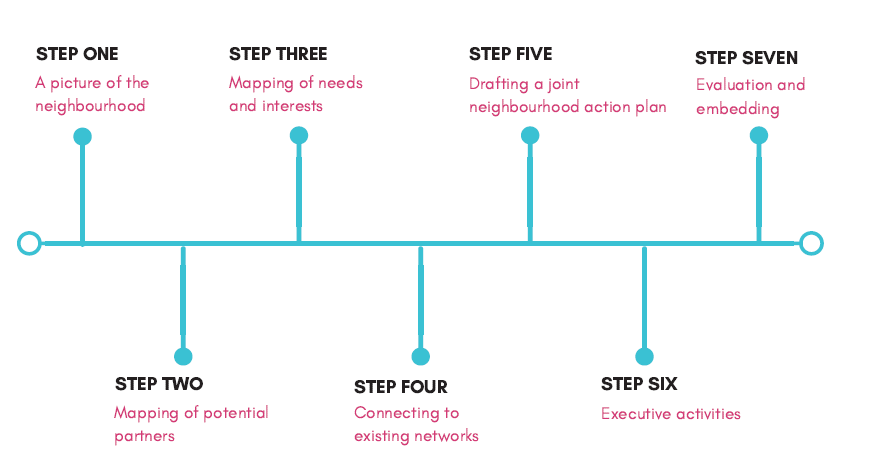 STEP ONE
A picture of the
neighbourhood
STEP THREE
Mapping of needs
and interests
STEP FIVE
Drafting a joint
neighbourhood action plan
STEP SEVEN
Evaluation and
embedding
STEP TWO
Mapping of potential
partners
STEP FOUR
Connecting to
existing networks
STEP SIX
Executive activities